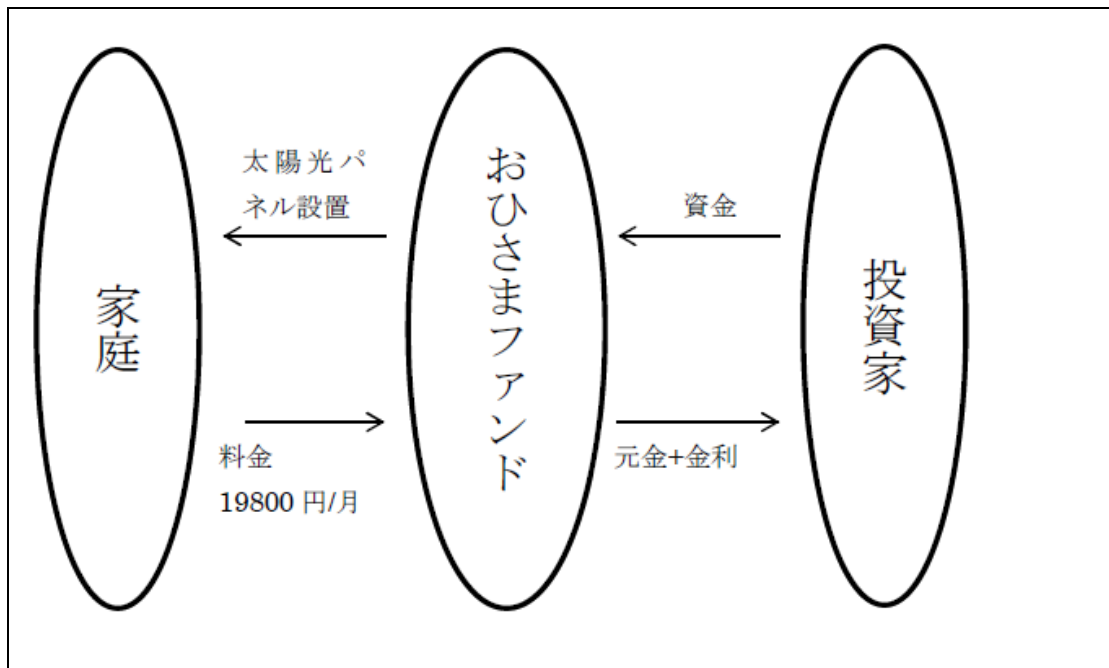 家庭
太陽光パ
ネル設置
料金
19800 円/月
おひさまファンド
資金
元金+金利
投資家